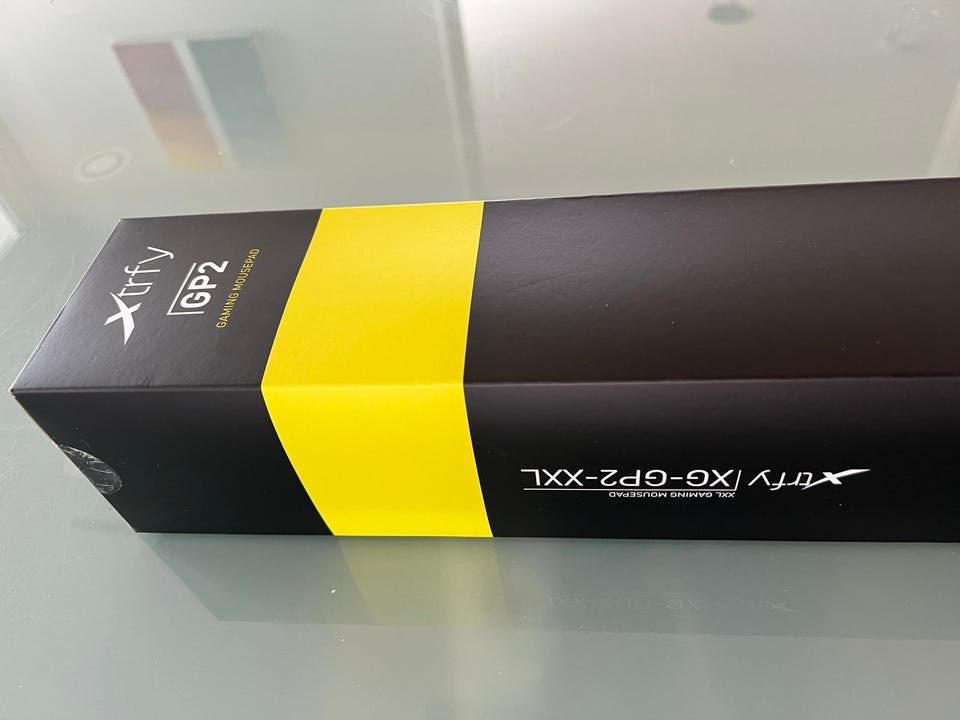 Xtrfy
GP2
GAMING MOUSEPAD
Xtrfy | XG-GP2-XXL
XXL GAMING MOUSEPAD